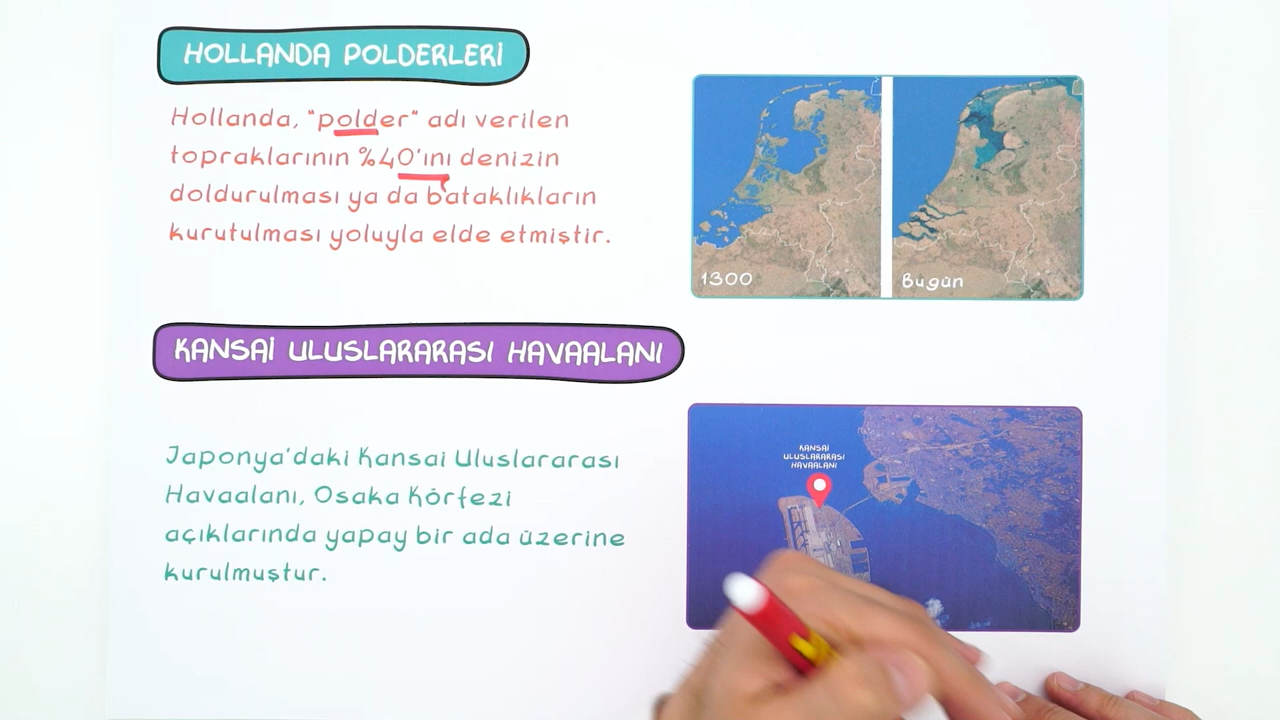 HOLLANDA POLDERLERİ
Hollanda, "polder" adı verilen
topraklarının %40'ını denizin
doldurulması ya da bataklıkların
kurutulması yoluyla elde etmiştir.
1300
Bugün
KANSAİ ULUSLARARASI HAVAALANI
Japonya'daki Kansai Uluslararası
Havaalanı, Osaka Körfezi
açıklarında yapay bir ada üzerine
kurulmuştur.
KANSAİ
ULUSLARARASI
HAVAALANI